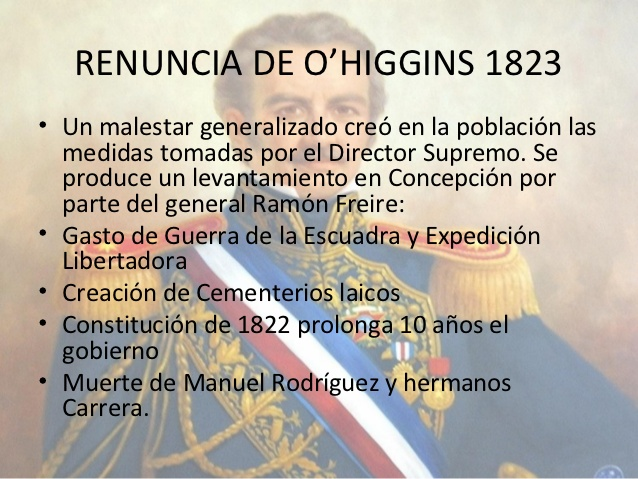 RENUNCIA DE O’HIGGINS 1823
• Un malestar generalizado creó en la población las
medidas tomadas por el Director Supremo. Se
produce un levantamiento en Concepción por
parte del general Ramón Freire:
• Gasto de Guerra de la Escuadra y Expedición
Libertadora
• Creación de Cementerios laicos
• Constitución de 1822 prolonga 10 años el
gobierno
• Muerte de Manuel Rodríguez y hermanos
Carrera.